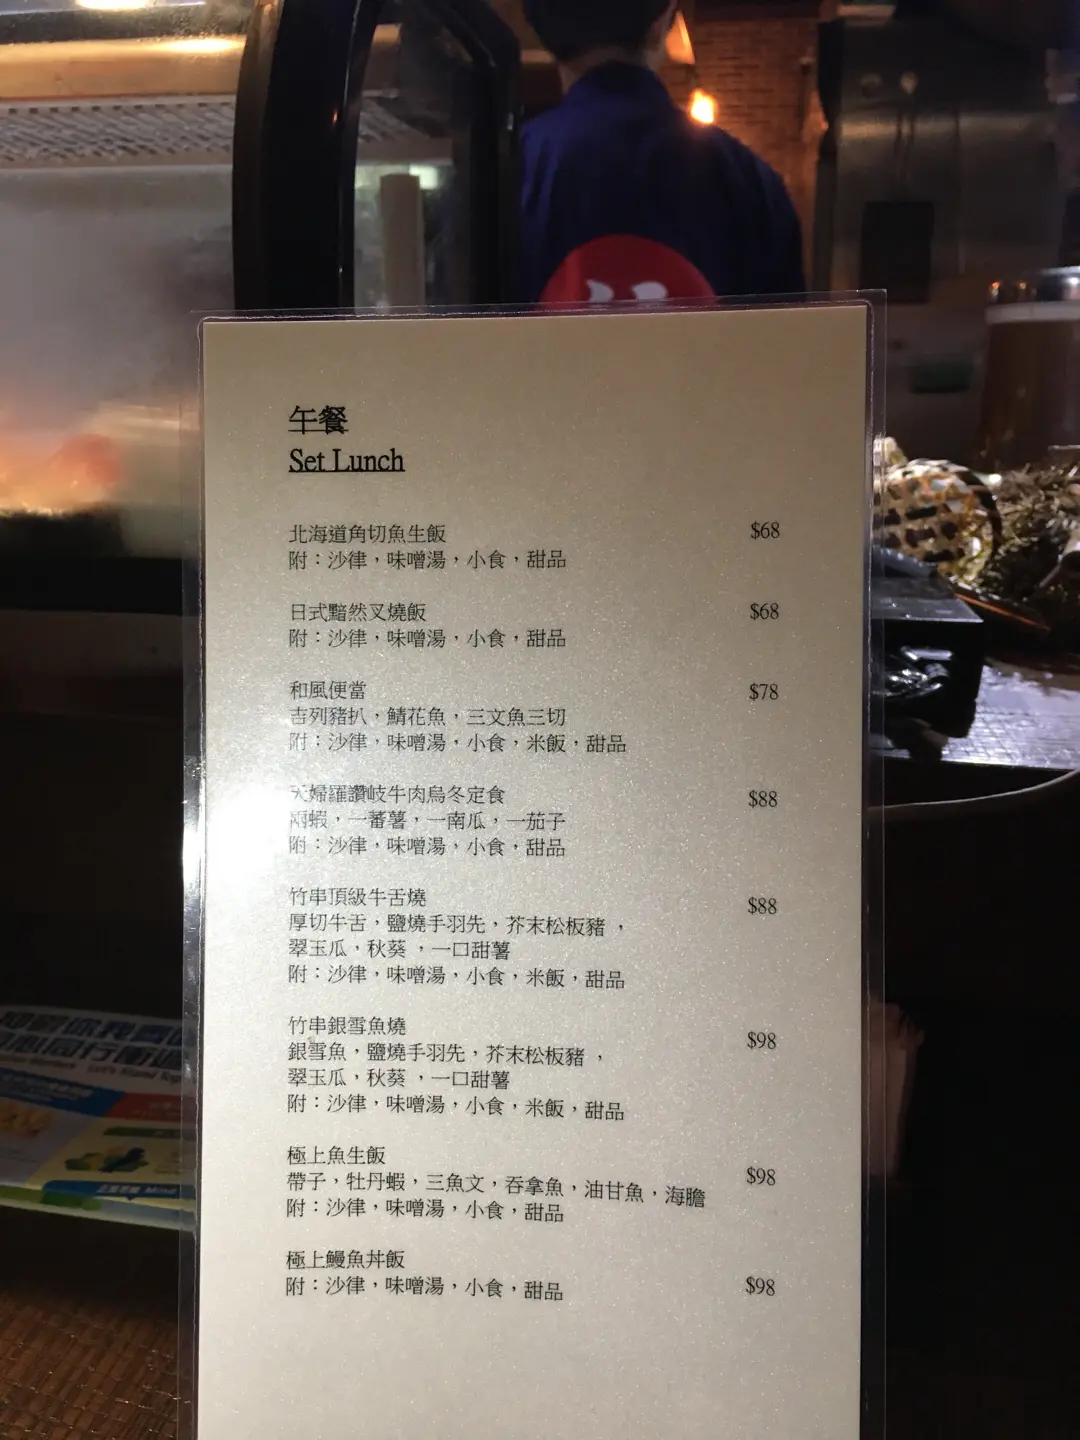 午餐
Set Lunch
北海道角切魚生飯 $68
附：沙律，味噌湯，小食，甜品
日式黯然叉燒飯 $68
附：沙律，味噌湯，小食，甜品
和風便當 $78
吉列豬扒，鯖花魚，三文魚三切
附：沙律，味噌湯，小食，米飯，甜品
天婦羅讚岐牛肉烏冬定食 $88
兩蝦，一蕃薯，一南瓜，一茄子
附：沙律，味噌湯，小食，甜品
竹串頂級牛舌燒 $88
厚切牛舌，鹽燒手羽先，芥末松板豬，
翠玉瓜，秋葵，一口甜薯
附：沙律，味噌湯，小食，米飯，甜品
竹串銀雪魚燒 $98
銀雪魚，鹽燒手羽先，芥末松板豬，
翠玉瓜，秋葵，一口甜薯
附：沙律，味噌湯，小食，米飯，甜品
極上魚生飯 $98
帶子，牡丹蝦，三魚文，吞拿魚，油甘魚，海膽
附：沙律，味噌湯，小食，甜品
極上鰻魚丼飯
附：沙律，味噌湯，小食，甜品 $98